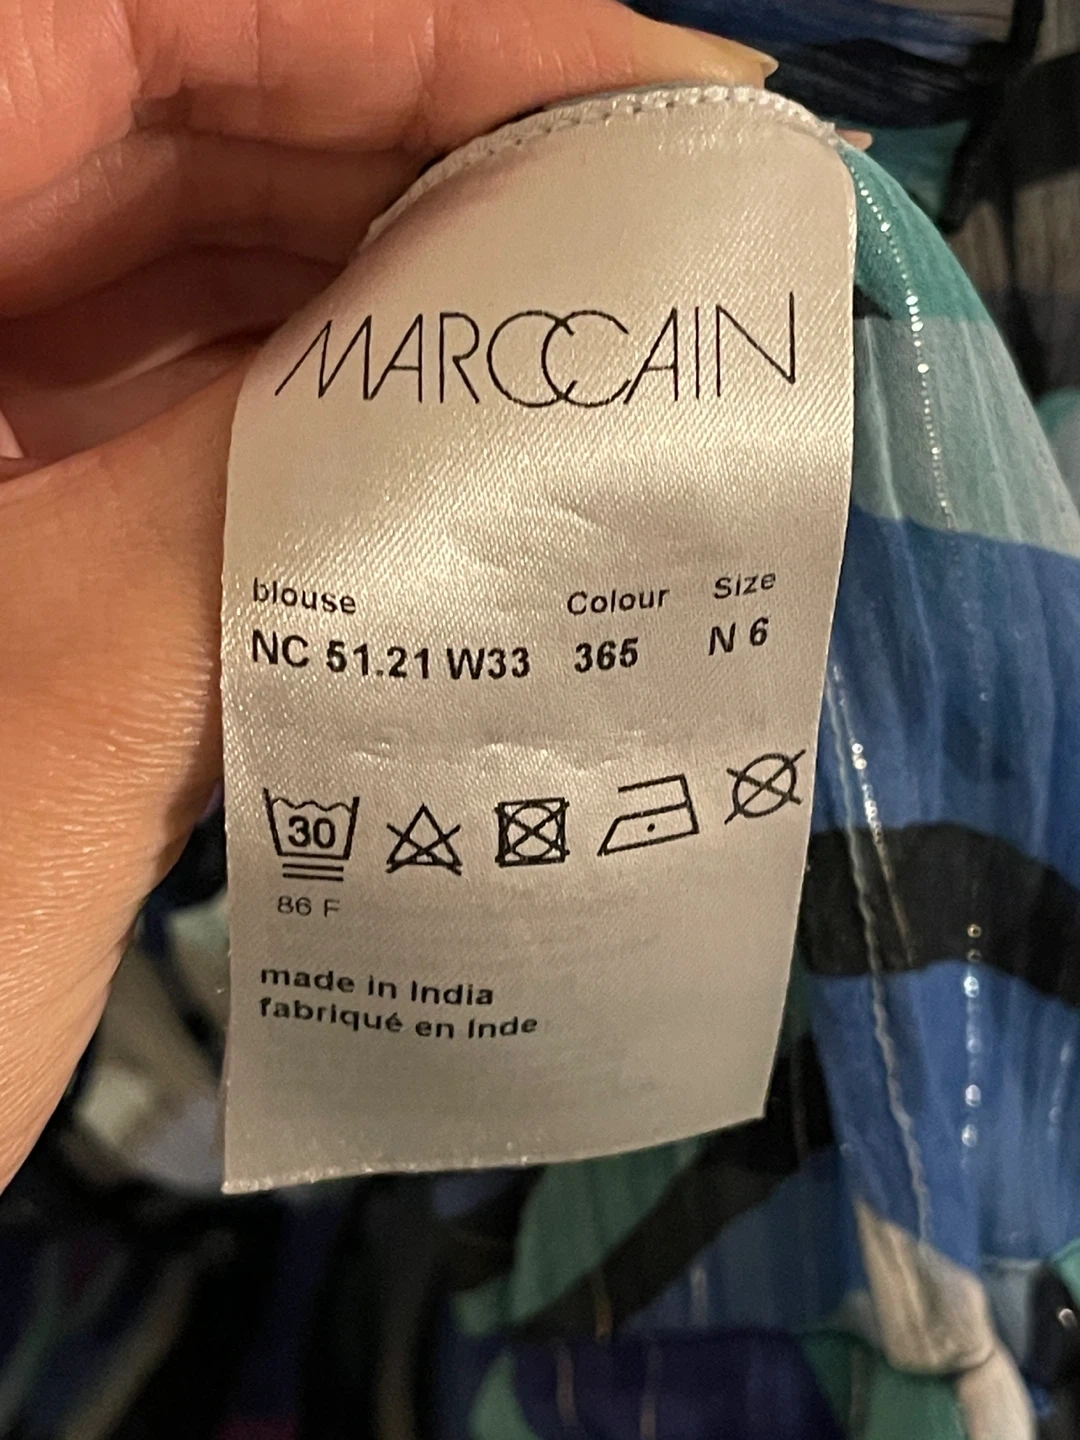 MARCCAIN
blouse Colour Size
NC 51.21 W33 365 N 6
30
86 F
made in India
fabriqué en Inde